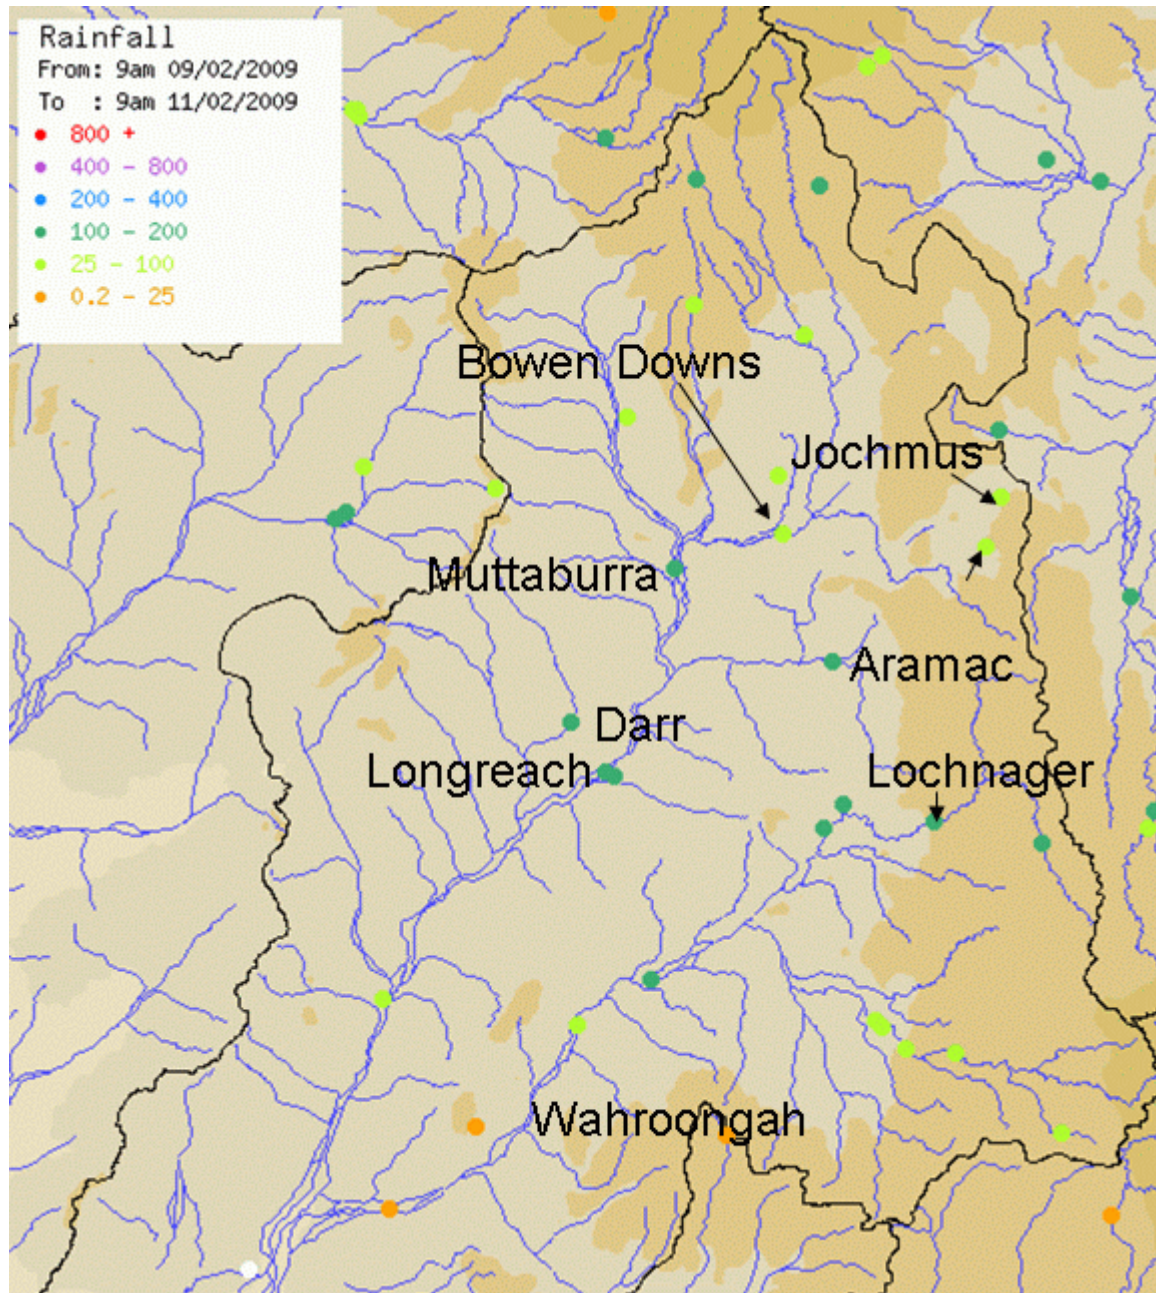 Rainfall
From: 9am 09/02/2009
To  : 9am 11/02/2009
800 +
400 - 800
200 - 400
100 - 200
25 - 100
0.2 - 25
Bowen Downs
Jochmus
Muttaburra
Aramac
Darr
Longreach
Lochnager
Wahroongah